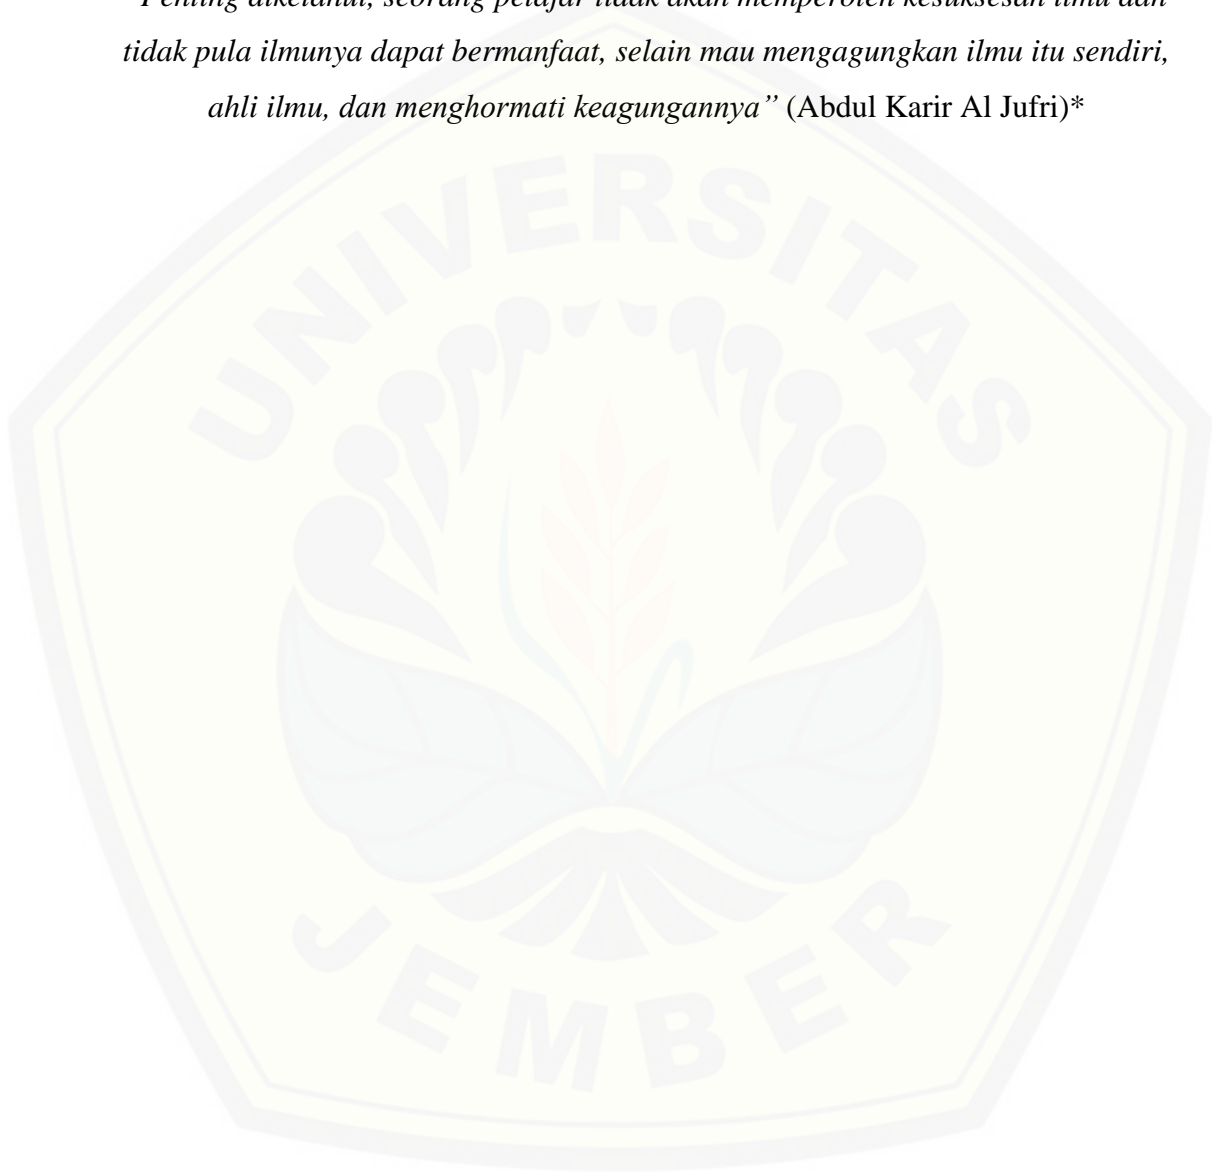 Penting diketahui, seorang pelajar tidak akan memperoleh kesuksesan ilmu dan
tidak pula ilmunya dapat bermanfaat, selain mau mengagungkan ilmu itu sendiri,
ahli ilmu, dan menghormati keagungannya” (Abdul Karir Al Jufri)*
UNIVERSITAS
JEMBER